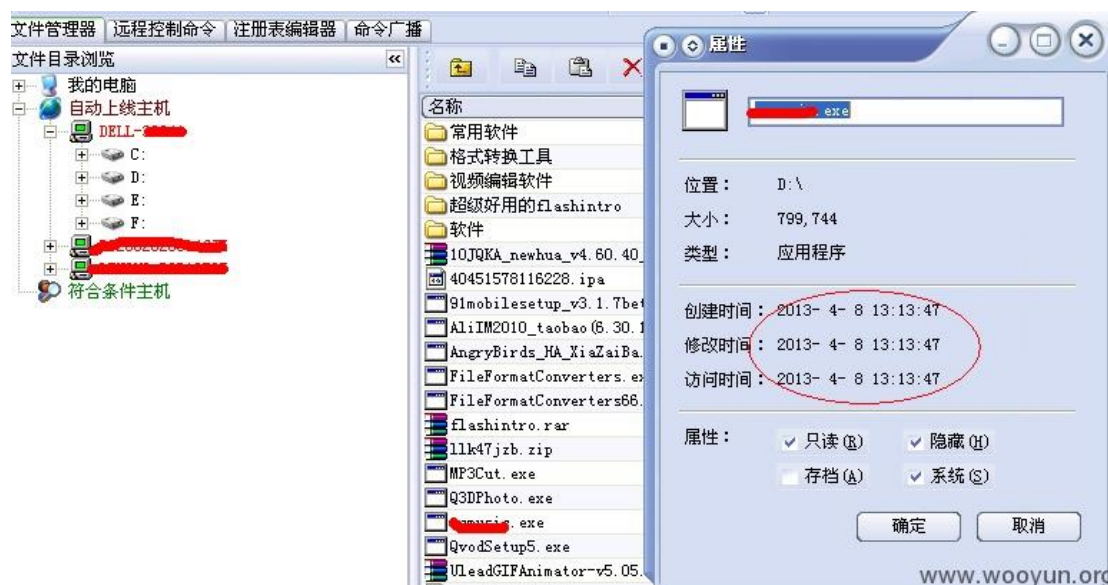 文件管理器 远程控制命令 注册表编辑器 命令广播
文件目录浏览 «
我的电脑
自动上线主机
DELL-
C:
D:
E:
F:
符合条件主机
名称
常用软件
格式转换工具
视频编辑软件
超级好用的flashintro
软件
10JQKA_newhua_v4.60.40_
40451578116228.ipa
91mobilesetup_v3.1.7bet
AliIM2010_taobao(6.30.1
AngryBirds_HA_XiaZaiBa.
FileFormatConverters.ex
FileFormatConverters66.
flashintro.rar
llk47jzb.zip
MP3Cut.exe
Q3DPhoto.exe
.exe
QvodSetup5.exe
UleadGIFAnimator-v5.05.
属性
.exe
位置： D:\
大小： 799,744
类型： 应用程序
创建时间： 2013- 4- 8 13:13:47
修改时间： 2013- 4- 8 13:13:47
访问时间： 2013- 4- 8 13:13:47
属性： 只读(R) 隐藏(H)
存档(A) 系统(S)
确定 取消
www.wooyun.org